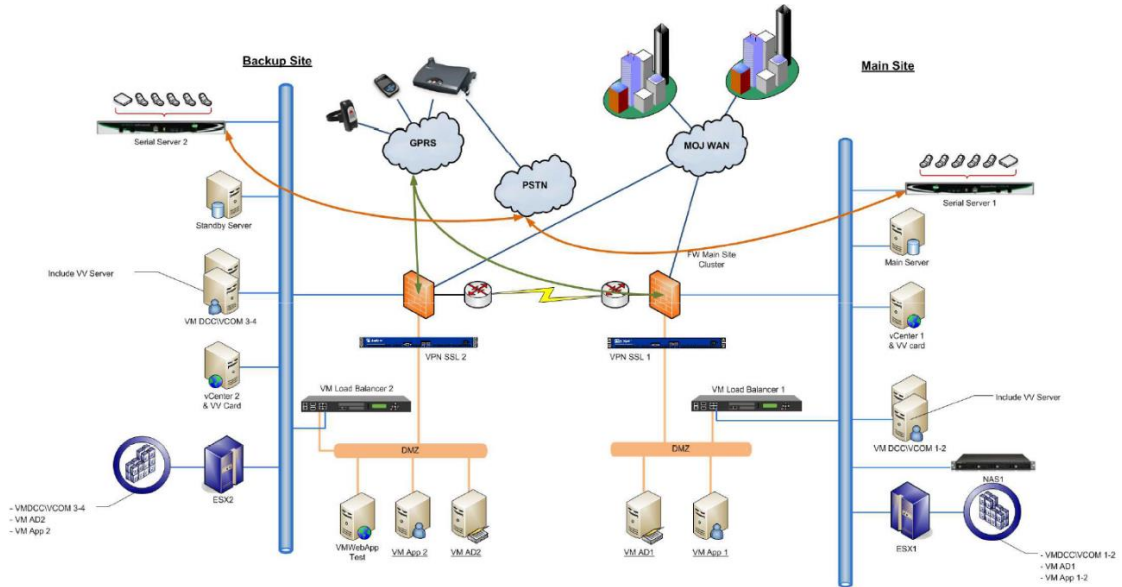 Backup Site
Main Site
Serial Server 2
GPRS
MOJ WAN
PSTN
Serial Server 1
Standby Server
Main Server
FW Main Site
Cluster
Include VV Server
VM DCC\VCOM 3-4
vCenter 1
& VV card
VPN SSL 2
VPN SSL 1
vCenter 2
& VV Card
VM Load Balancer 2
VM Load Balancer 1
Include VV Server
VM DCC\VCOM 1-2
DMZ
DMZ
NAS1
ESX2
ESX1
- VMDCC\VCOM 3-4
- VM AD2
- VM App 2
VMWebApp
Test
VM App 2
VM AD2
VM AD1
VM App 1
- VMDCC\VCOM 1-2
- VM AD1
- VM App 1-2